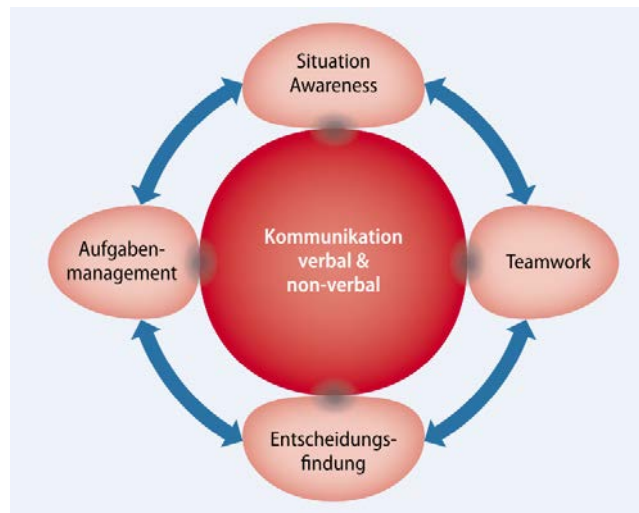 Situation
Awareness
Aufgaben-
management
Kommunikation
verbal &
non-verbal
Teamwork
Entscheidungs-
findung